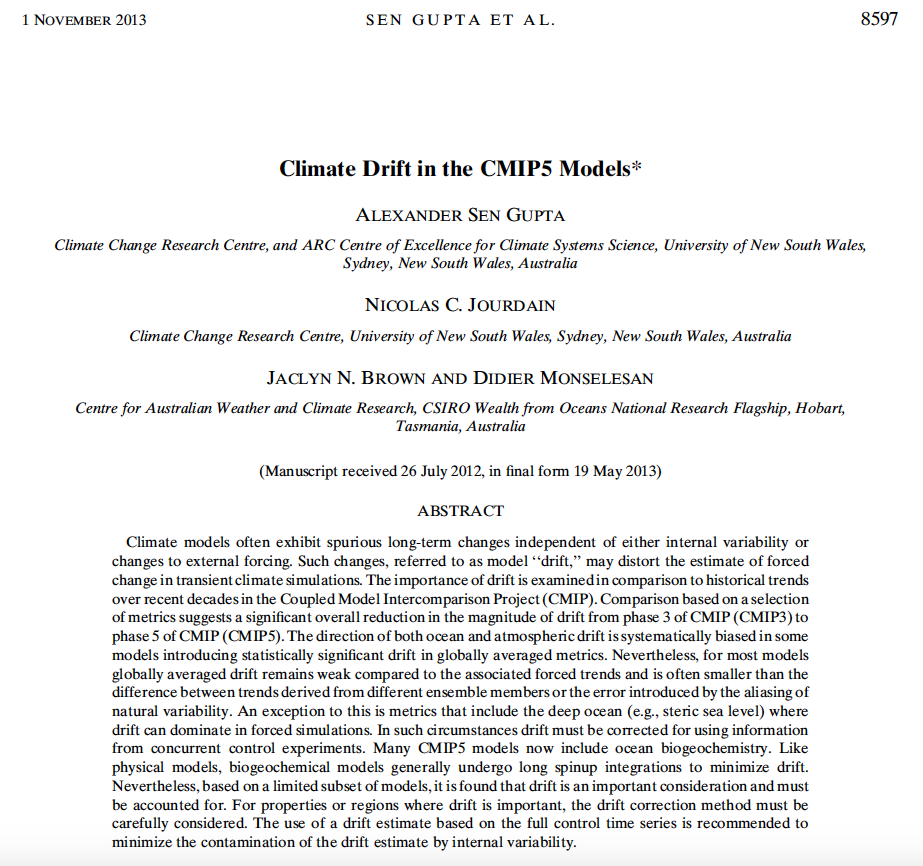 1 NOVEMBER 2013 SEN GUPTA ET AL. 8597
Climate Drift in the CMIP5 Models*
ALEXANDER SEN GUPTA
Climate Change Research Centre, and ARC Centre of Excellence for Climate Systems Science, University of New South Wales,
Sydney, New South Wales, Australia
NICOLAS C. JOURDAIN
Climate Change Research Centre, University of New South Wales, Sydney, New South Wales, Australia
JACLYN N. BROWN AND DIDIER MONSELESAN
Centre for Australian Weather and Climate Research, CSIRO Wealth from Oceans National Research Flagship, Hobart,
Tasmania, Australia
(Manuscript received 26 July 2012, in final form 19 May 2013)
ABSTRACT
Climate models often exhibit spurious long-term changes independent of either internal variability or
changes to external forcing. Such changes, referred to as model ‘‘drift,’’ may distort the estimate of forced
change in transient climate simulations. The importance of drift is examined in comparison to historical trends
over recent decades in the Coupled Model Intercomparison Project (CMIP). Comparison based on a selection
of metrics suggests a significant overall reduction in the magnitude of drift from phase 3 of CMIP (CMIP3) to
phase 5 of CMIP (CMIP5). The direction of both ocean and atmospheric drift is systematically biased in some
models introducing statistically significant drift in globally averaged metrics. Nevertheless, for most models
globally averaged drift remains weak compared to the associated forced trends and is often smaller than the
difference between trends derived from different ensemble members or the error introduced by the aliasing of
natural variability. An exception to this is metrics that include the deep ocean (e.g., steric sea level) where
drift can dominate in forced simulations. In such circumstances drift must be corrected for using information
from concurrent control experiments. Many CMIP5 models now include ocean biogeochemistry. Like
physical models, biogeochemical models generally undergo long spinup integrations to minimize drift.
Nevertheless, based on a limited subset of models, it is found that drift is an important consideration and must
be accounted for. For properties or regions where drift is important, the drift correction method must be
carefully considered. The use of a drift estimate based on the full control time series is recommended to
minimize the contamination of the drift estimate by internal variability.